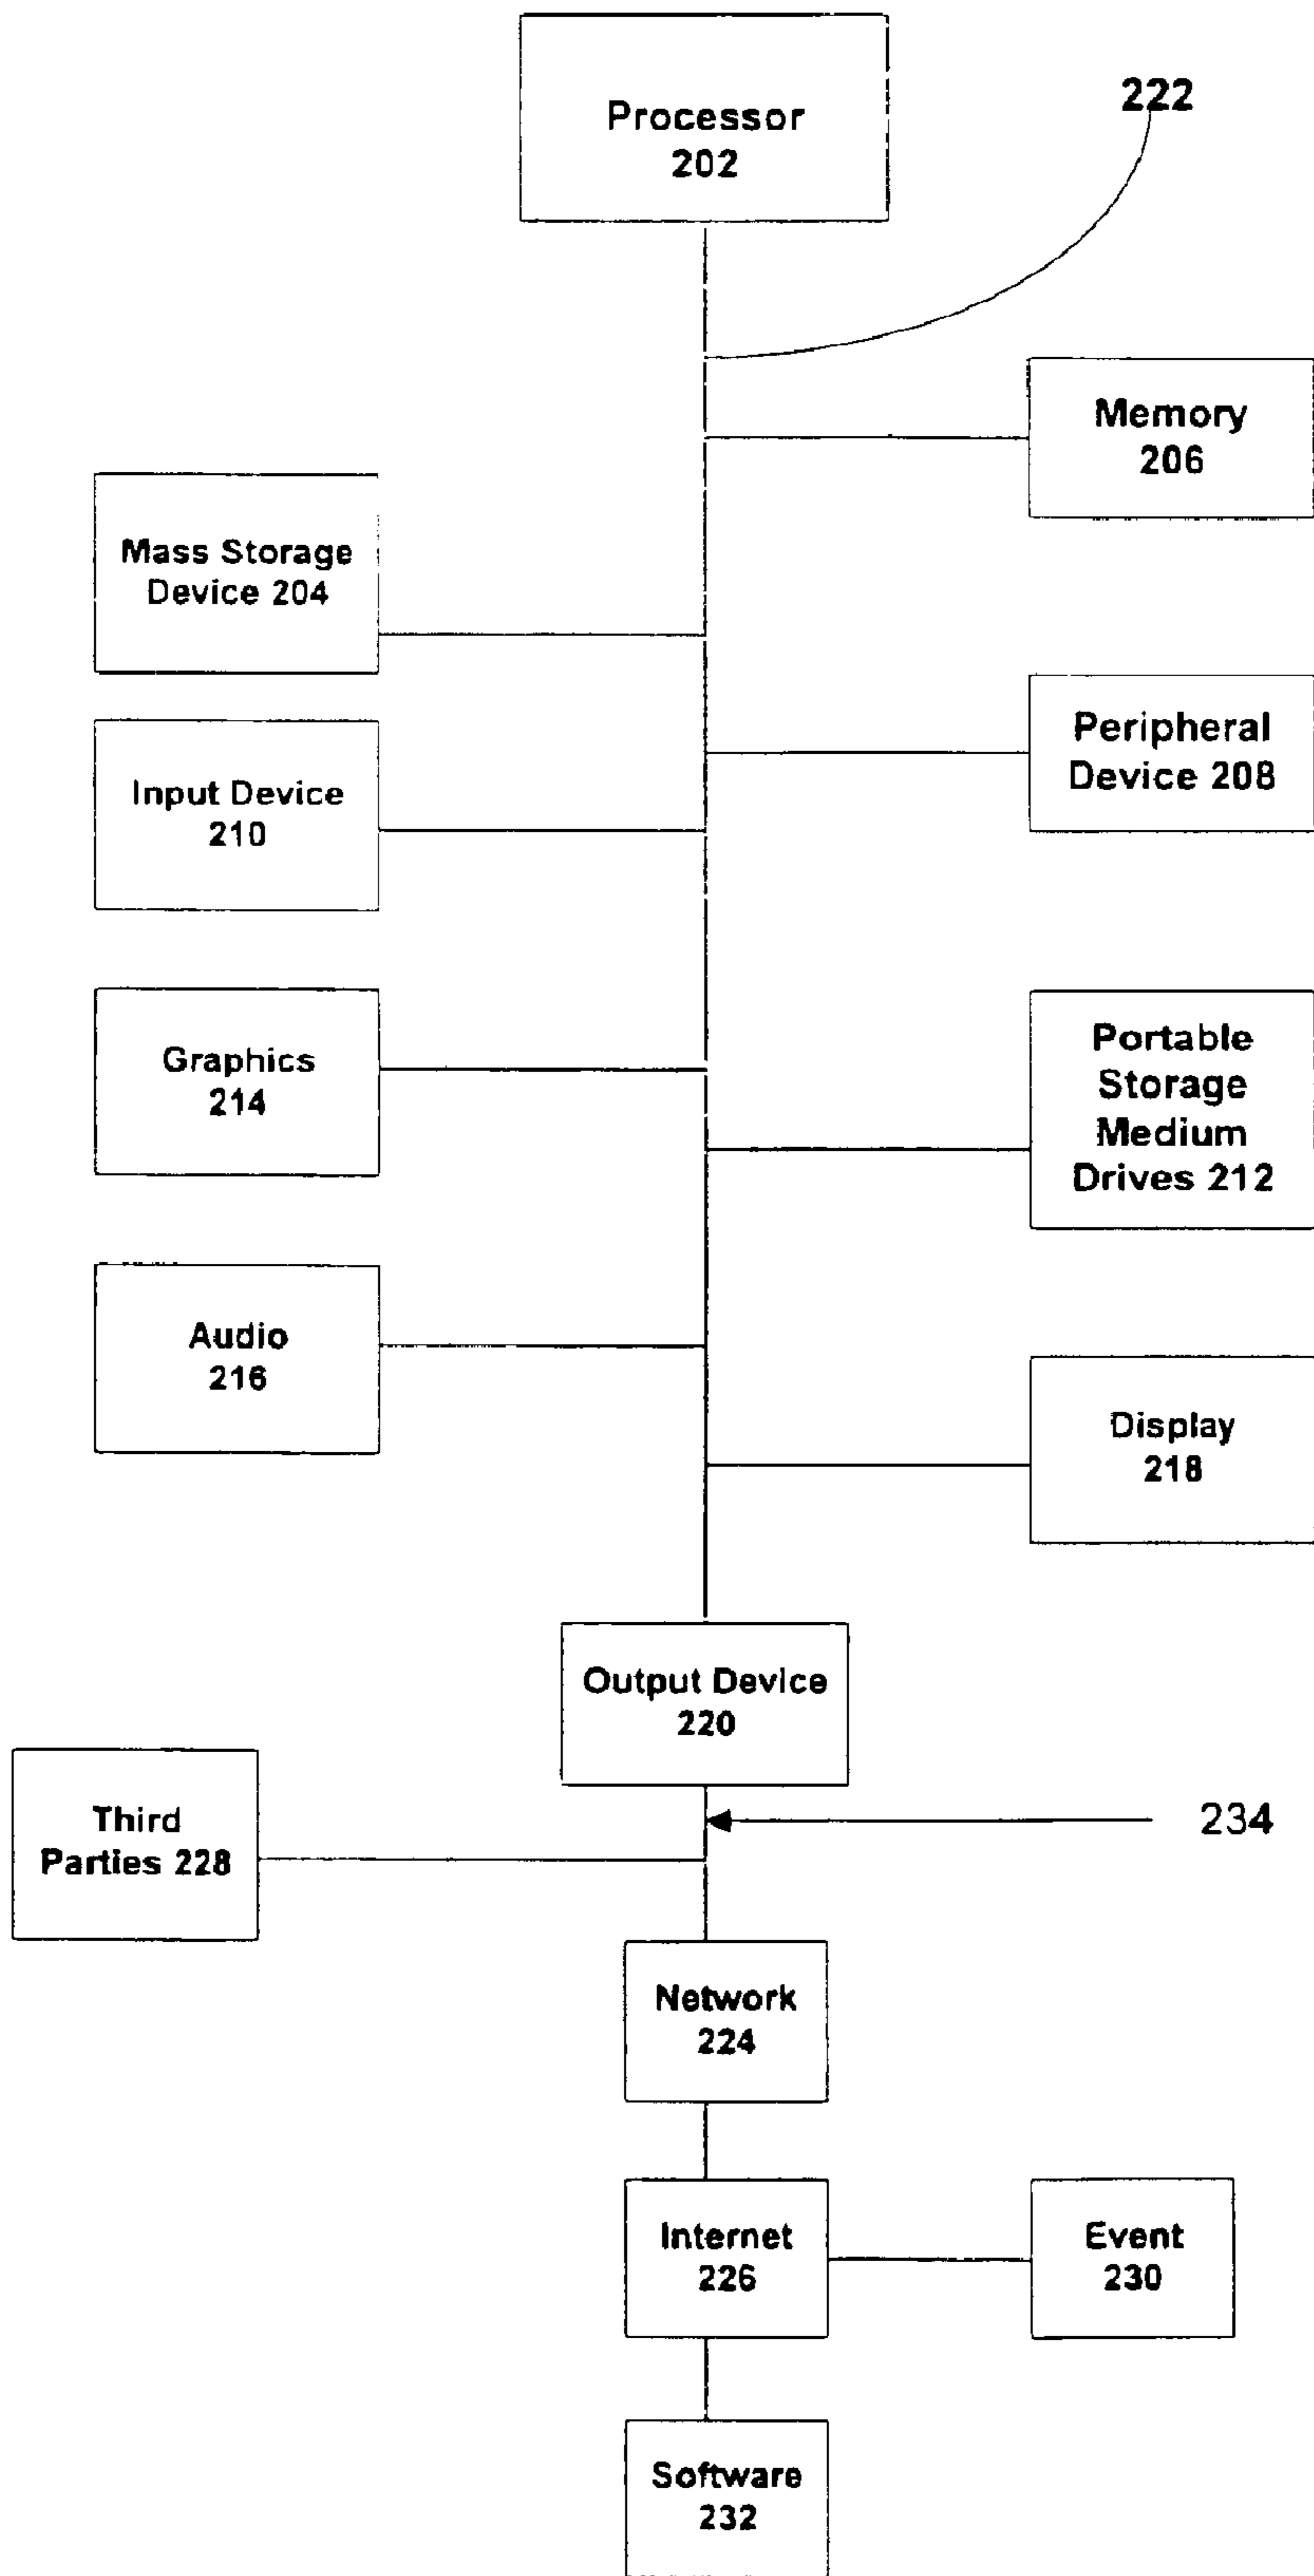 Processor
202
222
Memory
206
Mass Storage
Device 204
Peripheral
Device 208
Input Device
210
Portable
Storage
Medium
Drives 212
Graphics
214
Audio
216
Display
218
Output Device
220
Third
Parties 228
234
Network
224
Internet
226
Event
230
Software
232